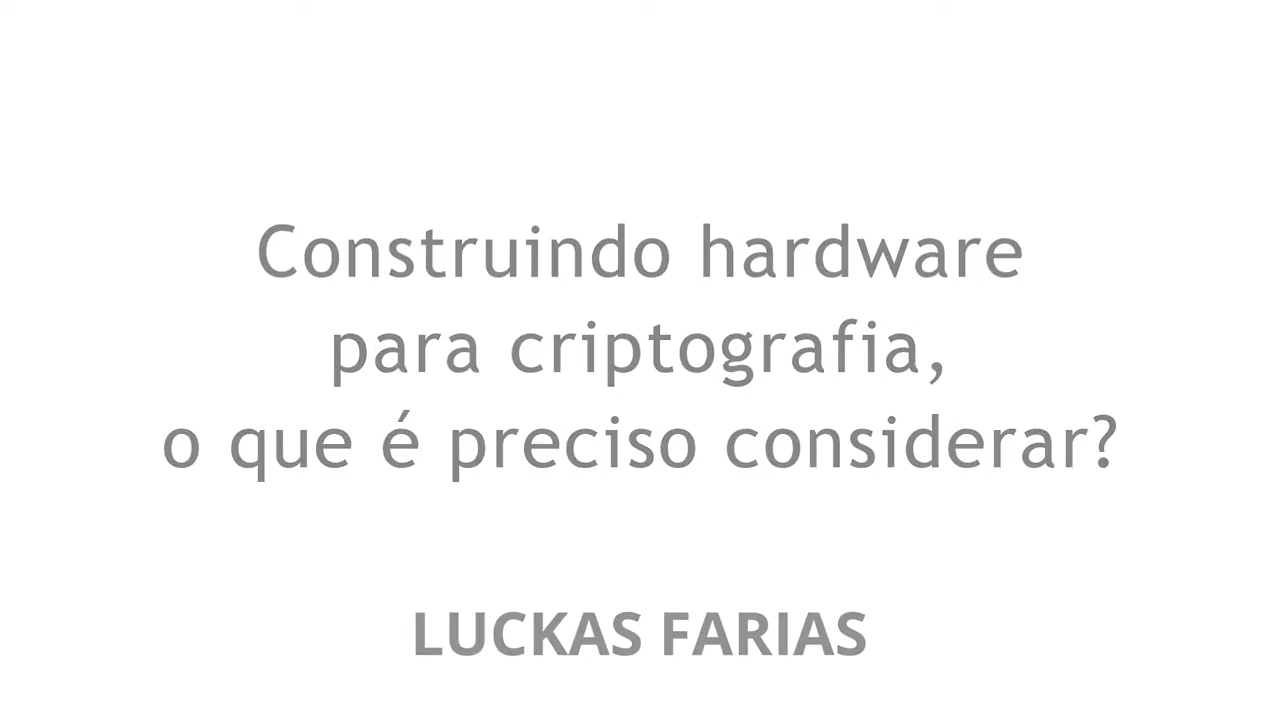 Construindo hardware
para criptografia,
o que é preciso considerar?
LUCKAS FARIAS